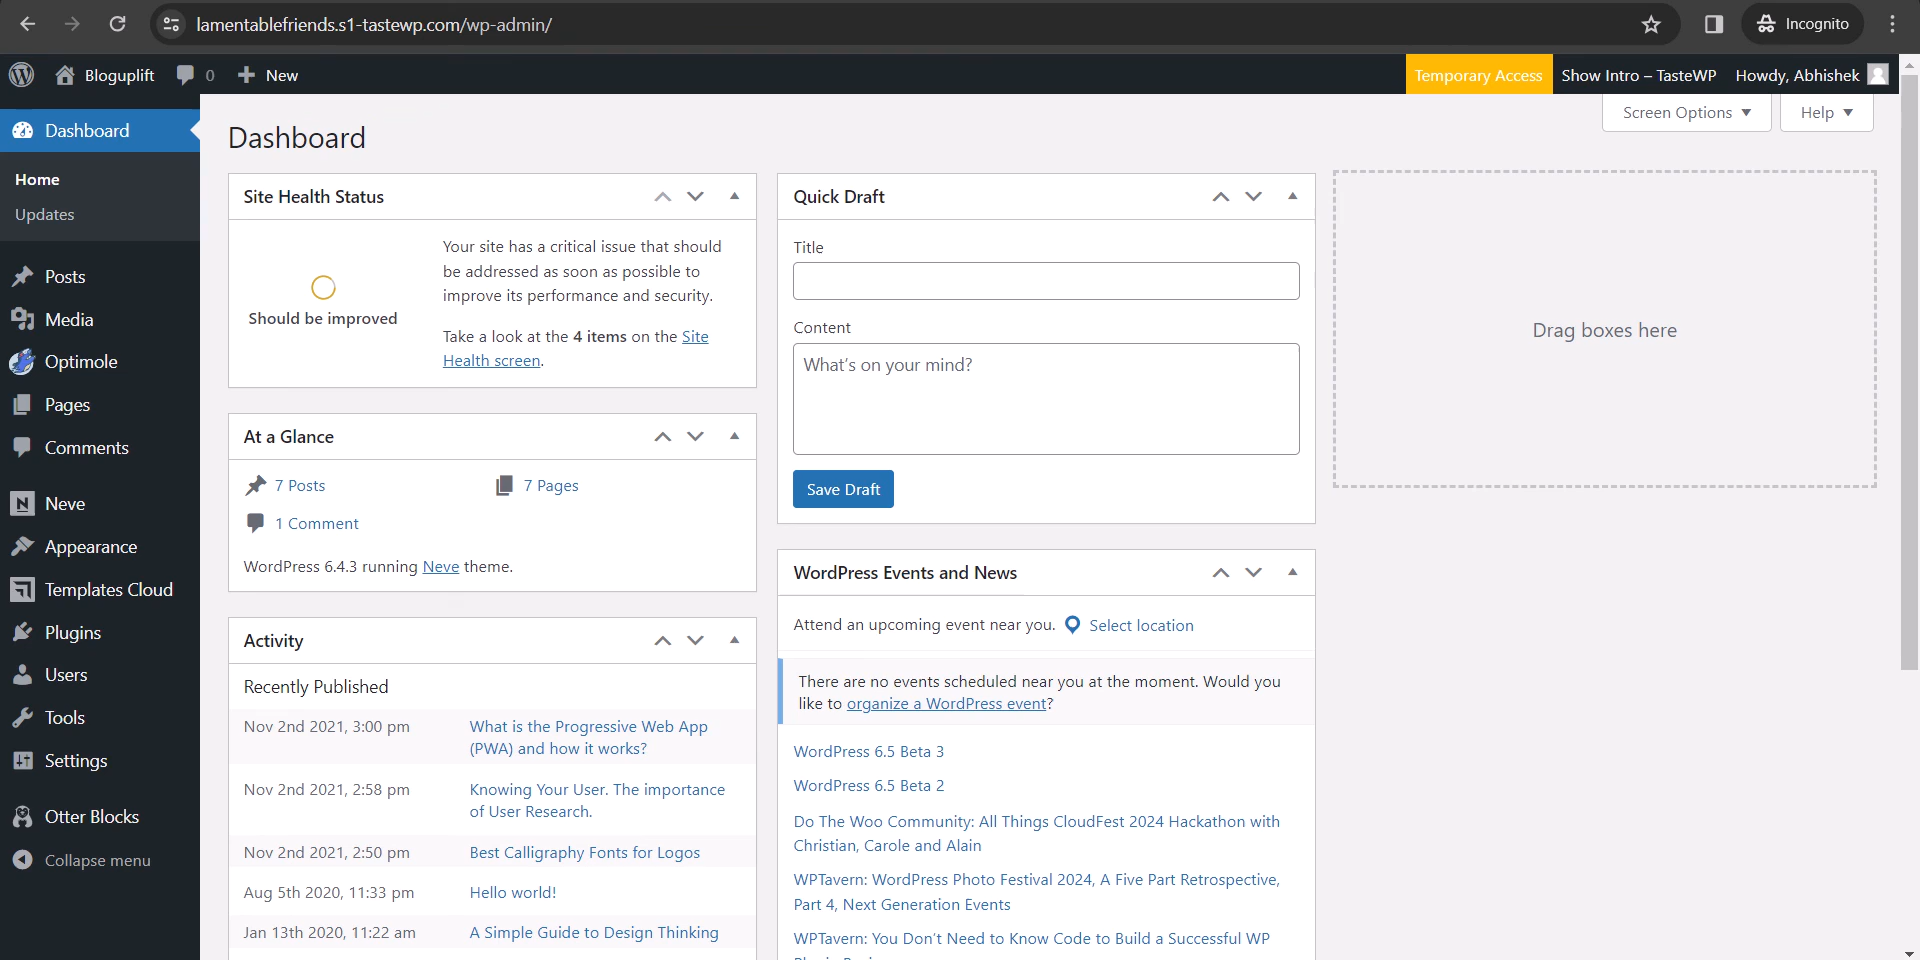 lamentablefriends.s1-tastewp.com/wp-admin/
Incognito
Bloguplift
0
New
Temporary Access
Show Intro – TasteWP
Howdy, Abhishek
Dashboard
Home
Updates
Posts
Media
Optimole
Pages
Comments
Neve
Appearance
Templates Cloud
Plugins
Users
Tools
Settings
Otter Blocks
Collapse menu
Screen Options
Help
Dashboard
Site Health Status
Should be improved
Your site has a critical issue that should
be addressed as soon as possible to
improve its performance and security.
Take a look at the 4 items on the Site
Health screen.
At a Glance
7 Posts
7 Pages
1 Comment
WordPress 6.4.3 running Neve theme.
Activity
Recently Published
Nov 2nd 2021, 3:00 pm
What is the Progressive Web App
(PWA) and how it works?
Nov 2nd 2021, 2:58 pm
Knowing Your User. The importance
of User Research.
Nov 2nd 2021, 2:50 pm
Best Calligraphy Fonts for Logos
Aug 5th 2020, 11:33 pm
Hello world!
Jan 13th 2020, 11:22 am
A Simple Guide to Design Thinking
Quick Draft
Title
Content
What's on your mind?
Save Draft
WordPress Events and News
Attend an upcoming event near you.
Select location
There are no events scheduled near you at the moment. Would you
like to organize a WordPress event?
WordPress 6.5 Beta 3
WordPress 6.5 Beta 2
Do The Woo Community: All Things CloudFest 2024 Hackathon with
Christian, Carole and Alain
WPTavern: WordPress Photo Festival 2024, A Five Part Retrospective,
Part 4, Next Generation Events
WPTavern: You Don't Need to Know Code to Build a Successful WP
Drag boxes here